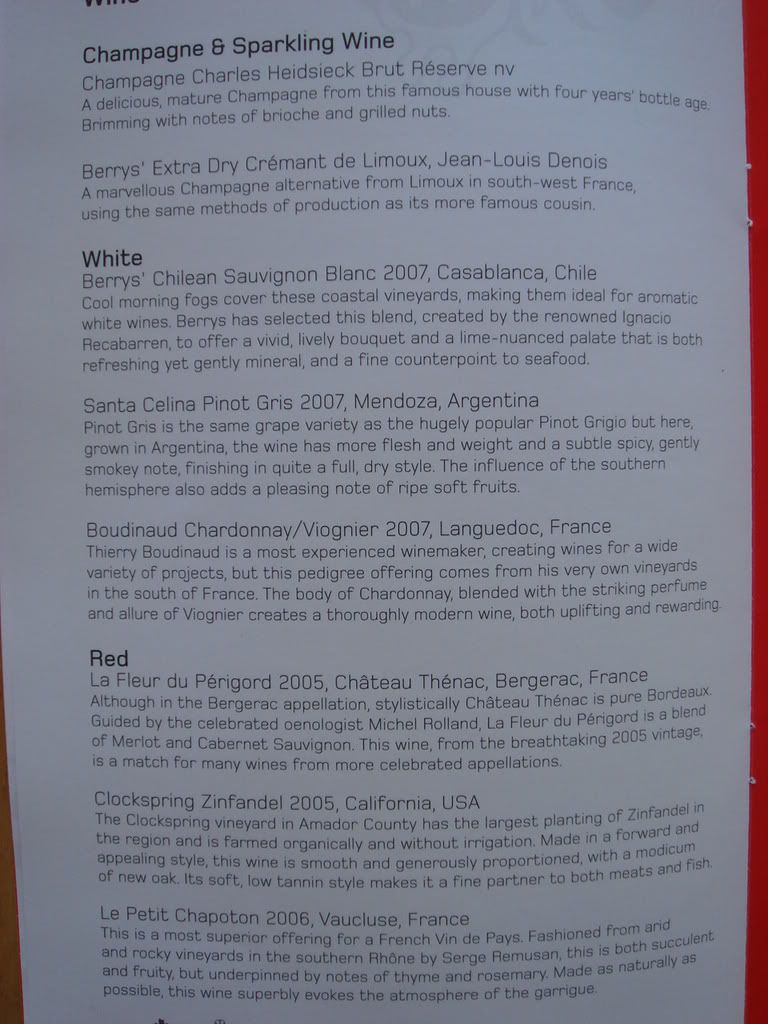 Wine
Champagne & Sparkling Wine
Champagne Charles Heidsieck Brut Réserve nv
A delicious, mature Champagne from this famous house with four years' bottle age.
Brimming with notes of brioche and grilled nuts.
Berrys' Extra Dry Crémant de Limoux, Jean-Louis Denois
A marvellous Champagne alternative from Limoux in south-west France,
using the same methods of production as its more famous cousin.
White
Berrys' Chilean Sauvignon Blanc 2007, Casablanca, Chile
Cool morning fogs cover these coastal vineyards, making them ideal for aromatic
white wines. Berrys has selected this blend, created by the renowned Ignacio
Recabarren, to offer a vivid, lively bouquet and a lime-nuanced palate that is both
refreshing yet gently mineral, and a fine counterpoint to seafood.
Santa Celina Pinot Gris 2007, Mendoza, Argentina
Pinot Gris is the same grape variety as the hugely popular Pinot Grigio but here,
grown in Argentina, the wine has more flesh and weight and a subtle spicy, gently
smokey note, finishing in quite a full, dry style. The influence of the southern
hemisphere also adds a pleasing note of ripe soft fruits.
Boudinaud Chardonnay/Viognier 2007, Languedoc, France
Thierry Boudinaud is a most experienced winemaker, creating wines for a wide
variety of projects, but this pedigree offering comes from his very own vineyards
in the south of France. The body of Chardonnay, blended with the striking perfume
and allure of Viognier creates a thoroughly modern wine, both uplifting and rewarding.
Red
La Fleur du Périgord 2005, Château Thénac, Bergerac, France
Although in the Bergerac appellation, stylistically Château Thénac is pure Bordeaux.
Guided by the celebrated oenologist Michel Rolland, La Fleur du Périgord is a blend
of Merlot and Cabernet Sauvignon. This wine, from the breathtaking 2005 vintage,
is a match for many wines from more celebrated appellations.
Clockspring Zinfandel 2005, California, USA
The Clockspring vineyard in Amador County has the largest planting of Zinfandel in
the region and is farmed organically and without irrigation. Made in a forward and
appealing style, this wine is smooth and generously proportioned, with a modicum
of new oak. Its soft, low tannin style makes it a fine partner to both meats and fish.
Le Petit Chapoton 2006, Vaucluse, France
This is a most superior offering for a French Vin de Pays. Fashioned from arid
and rocky vineyards in the southern Rhône by Serge Remusan, this is both succulent
and fruity, but underpinned by notes of thyme and rosemary. Made as naturally as
possible, this wine superbly evokes the atmosphere of the garrigue.